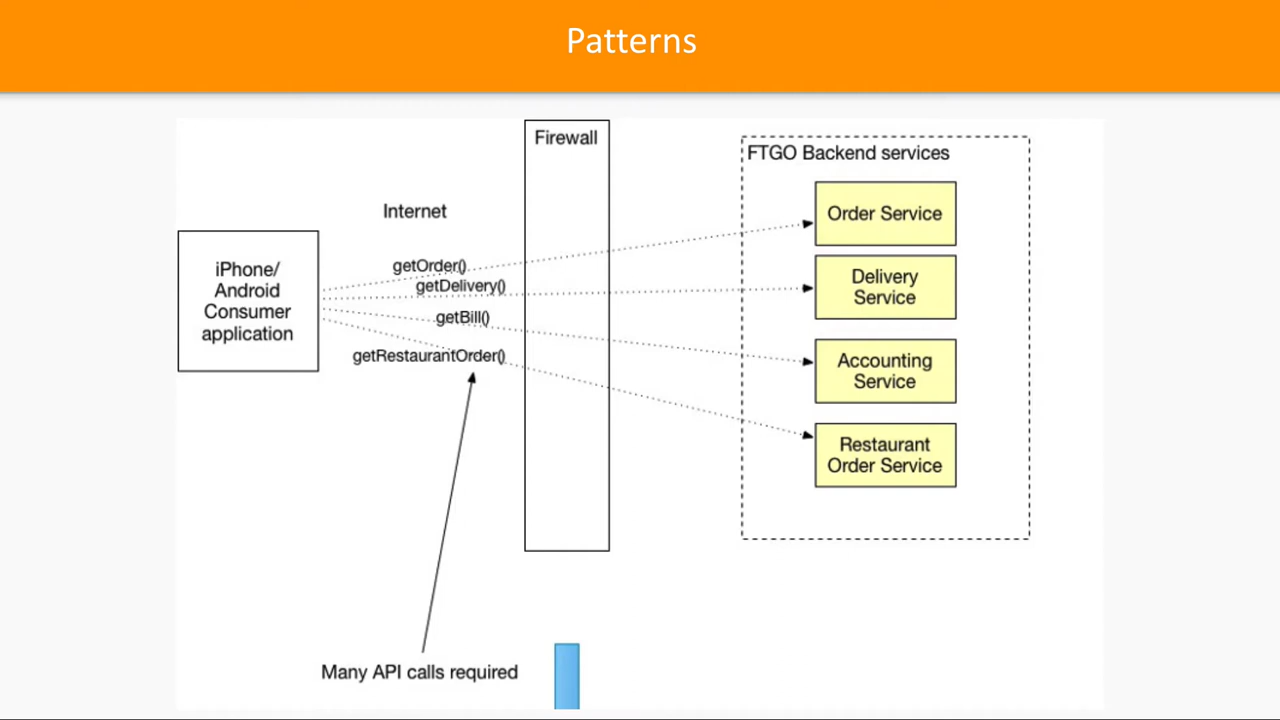 Patterns
Firewall
FTGO Backend services
Internet
Order Service
iPhone/
Android
Consumer
application
getOrder()
getDelivery()
getBill()
getRestaurantOrder()
Delivery
Service
Accounting
Service
Restaurant
Order Service
Many API calls required